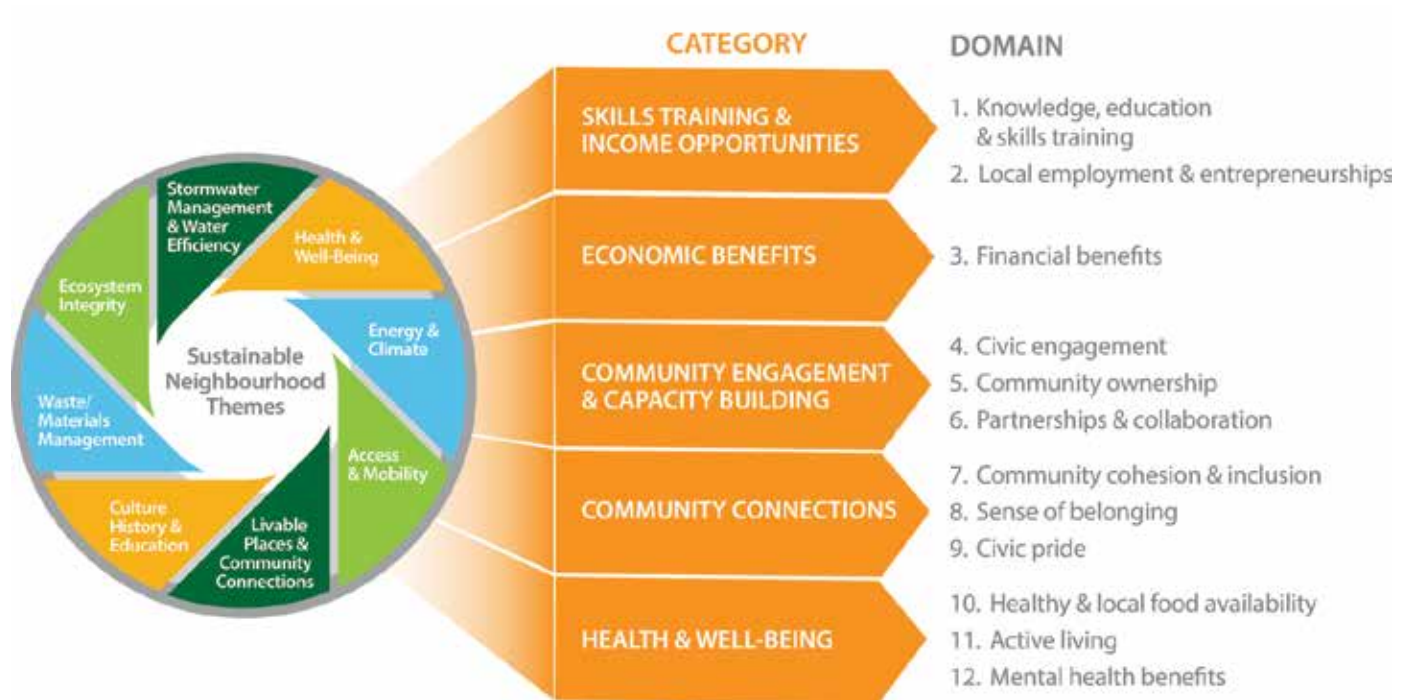 Stormwater
Management
& Water
Efficiency
Health &
Well-Being
Energy &
Climate
Access
& Mobility
Livable
Places &
Community
Connections
Culture
History &
Education
Waste/
Materials
Management
Ecosystem
Integrity
Sustainable
Neighbourhood
Themes
CATEGORY
DOMAIN
SKILLS TRAINING &
INCOME OPPORTUNITIES
1. Knowledge, education
& skills training
2. Local employment & entrepreneurships
ECONOMIC BENEFITS
3. Financial benefits
COMMUNITY ENGAGEMENT
& CAPACITY BUILDING
4. Civic engagement
5. Community ownership
6. Partnerships & collaboration
COMMUNITY CONNECTIONS
7. Community cohesion & inclusion
8. Sense of belonging
9. Civic pride
HEALTH & WELL-BEING
10. Healthy & local food availability
11. Active living
12. Mental health benefits